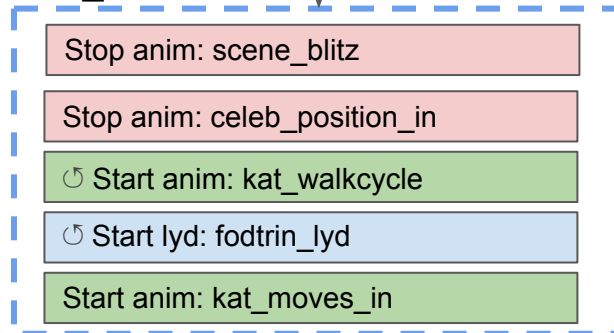 Stop anim: scene_blitz
Stop anim: celeb_position_in
↺ Start anim: kat_walkcycle
↺ Start lyd: fodtrin_lyd
Start anim: kat_moves_in